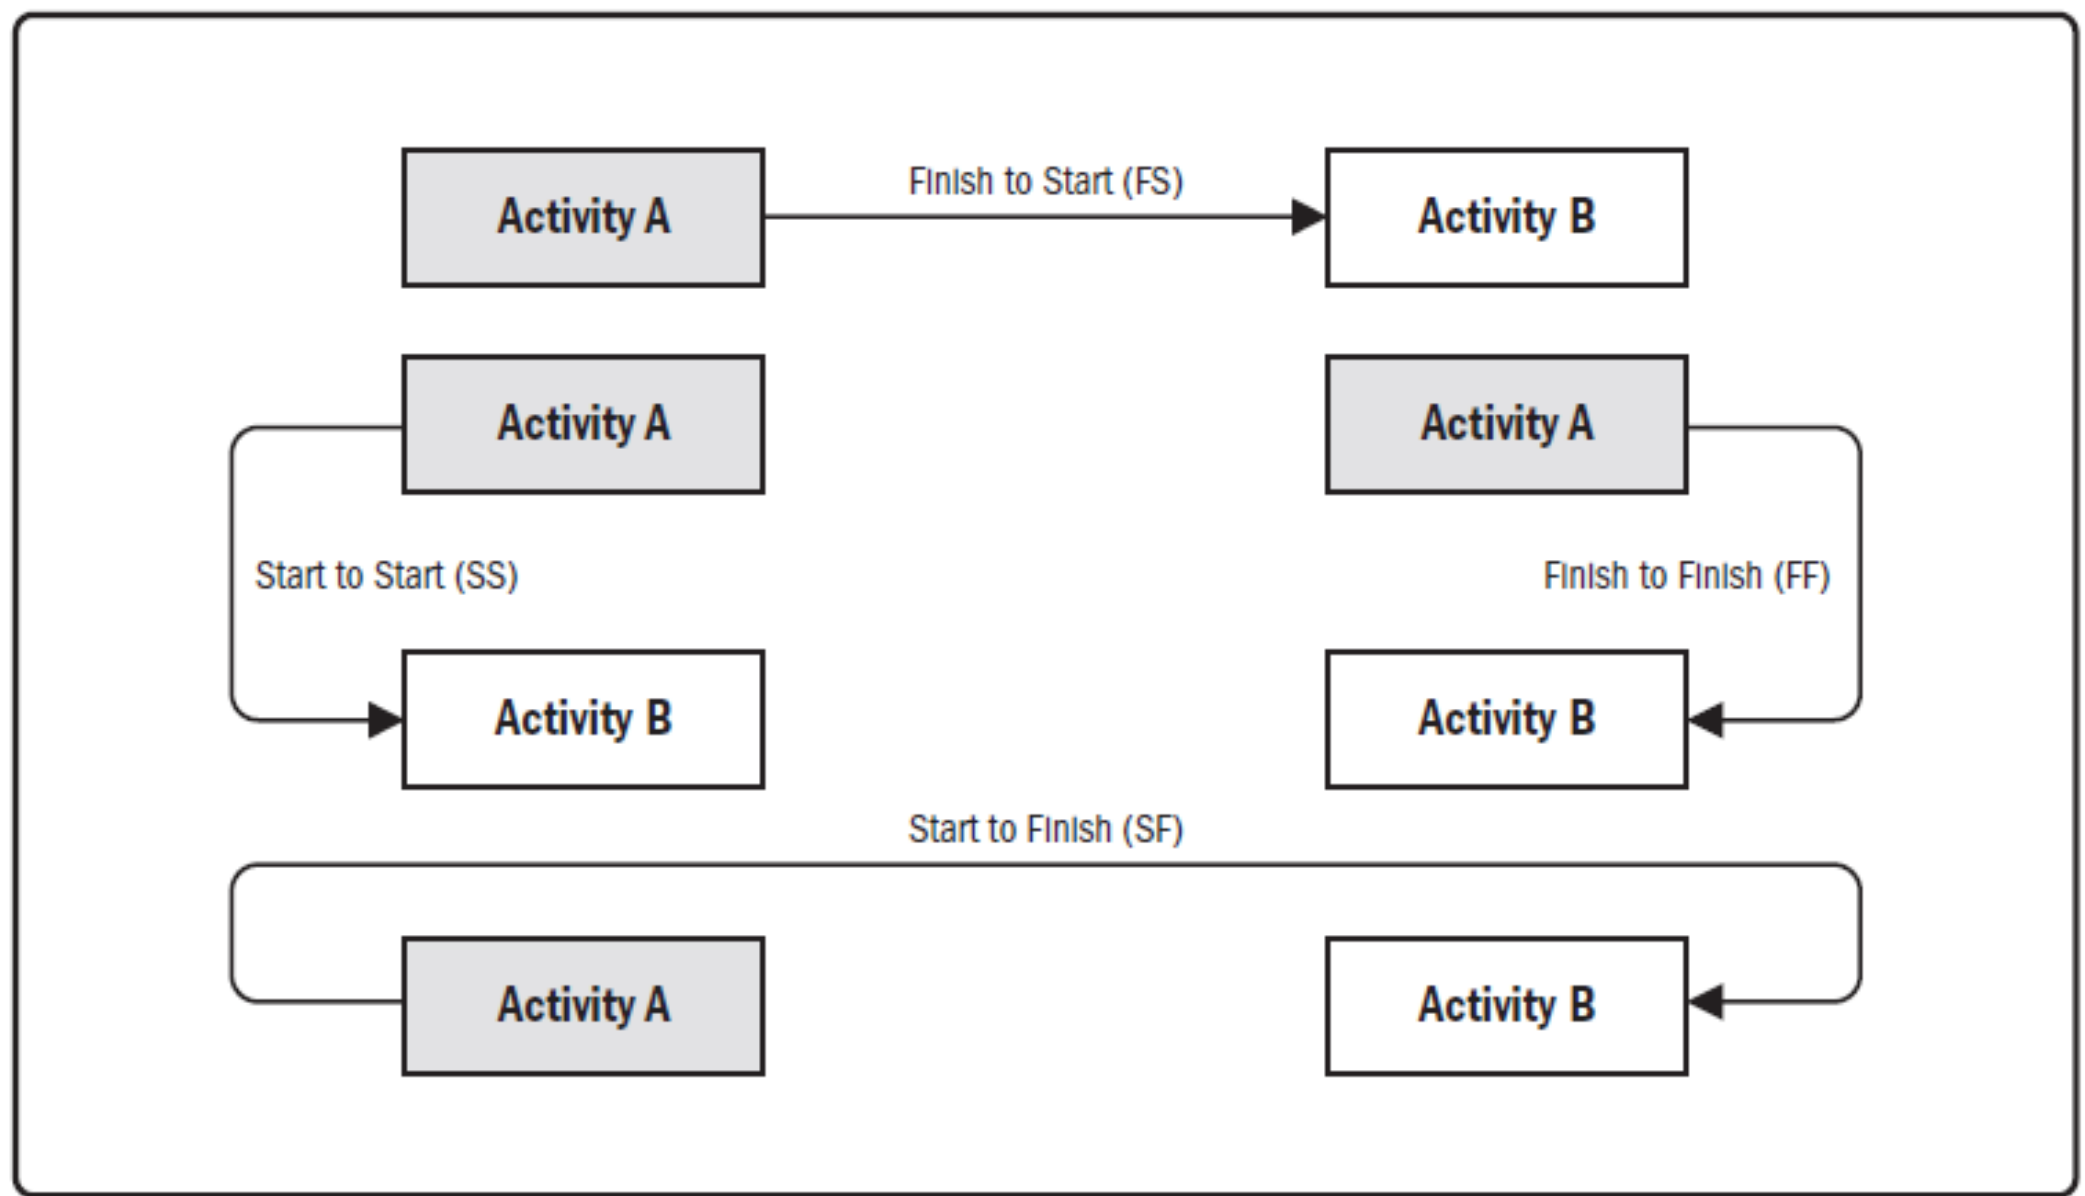 Finish to Start (FS)
Activity A
Activity B
Activity A
Activity A
Start to Start (SS)
Finish to Finish (FF)
Activity B
Activity B
Start to Finish (SF)
Activity A
Activity B